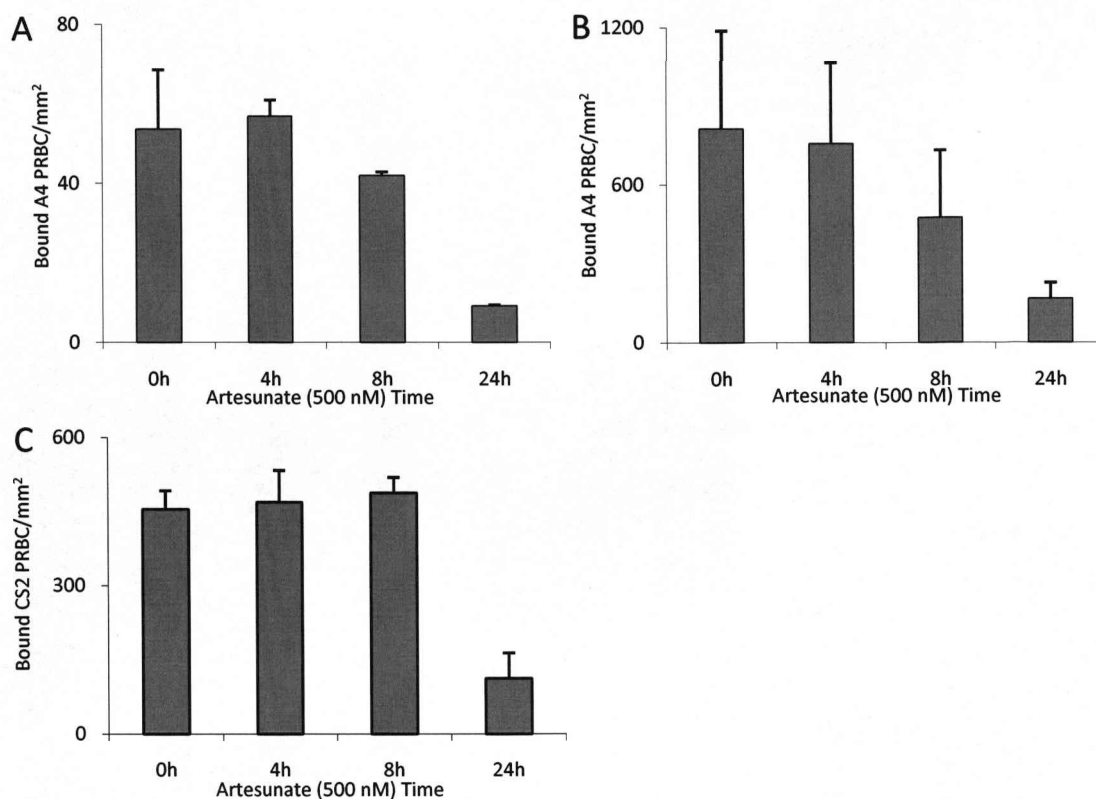 A
Bound A4 PRBC/mm²
80
40
0
0h 4h 8h 24h
Artesunate (500 nM) Time
B
Bound A4 PRBC/mm²
1200
600
0
0h 4h 8h 24h
Artesunate (500 nM) Time
C
Bound CS2 PRBC/mm²
600
300
0
0h 4h 8h 24h
Artesunate (500 nM) Time